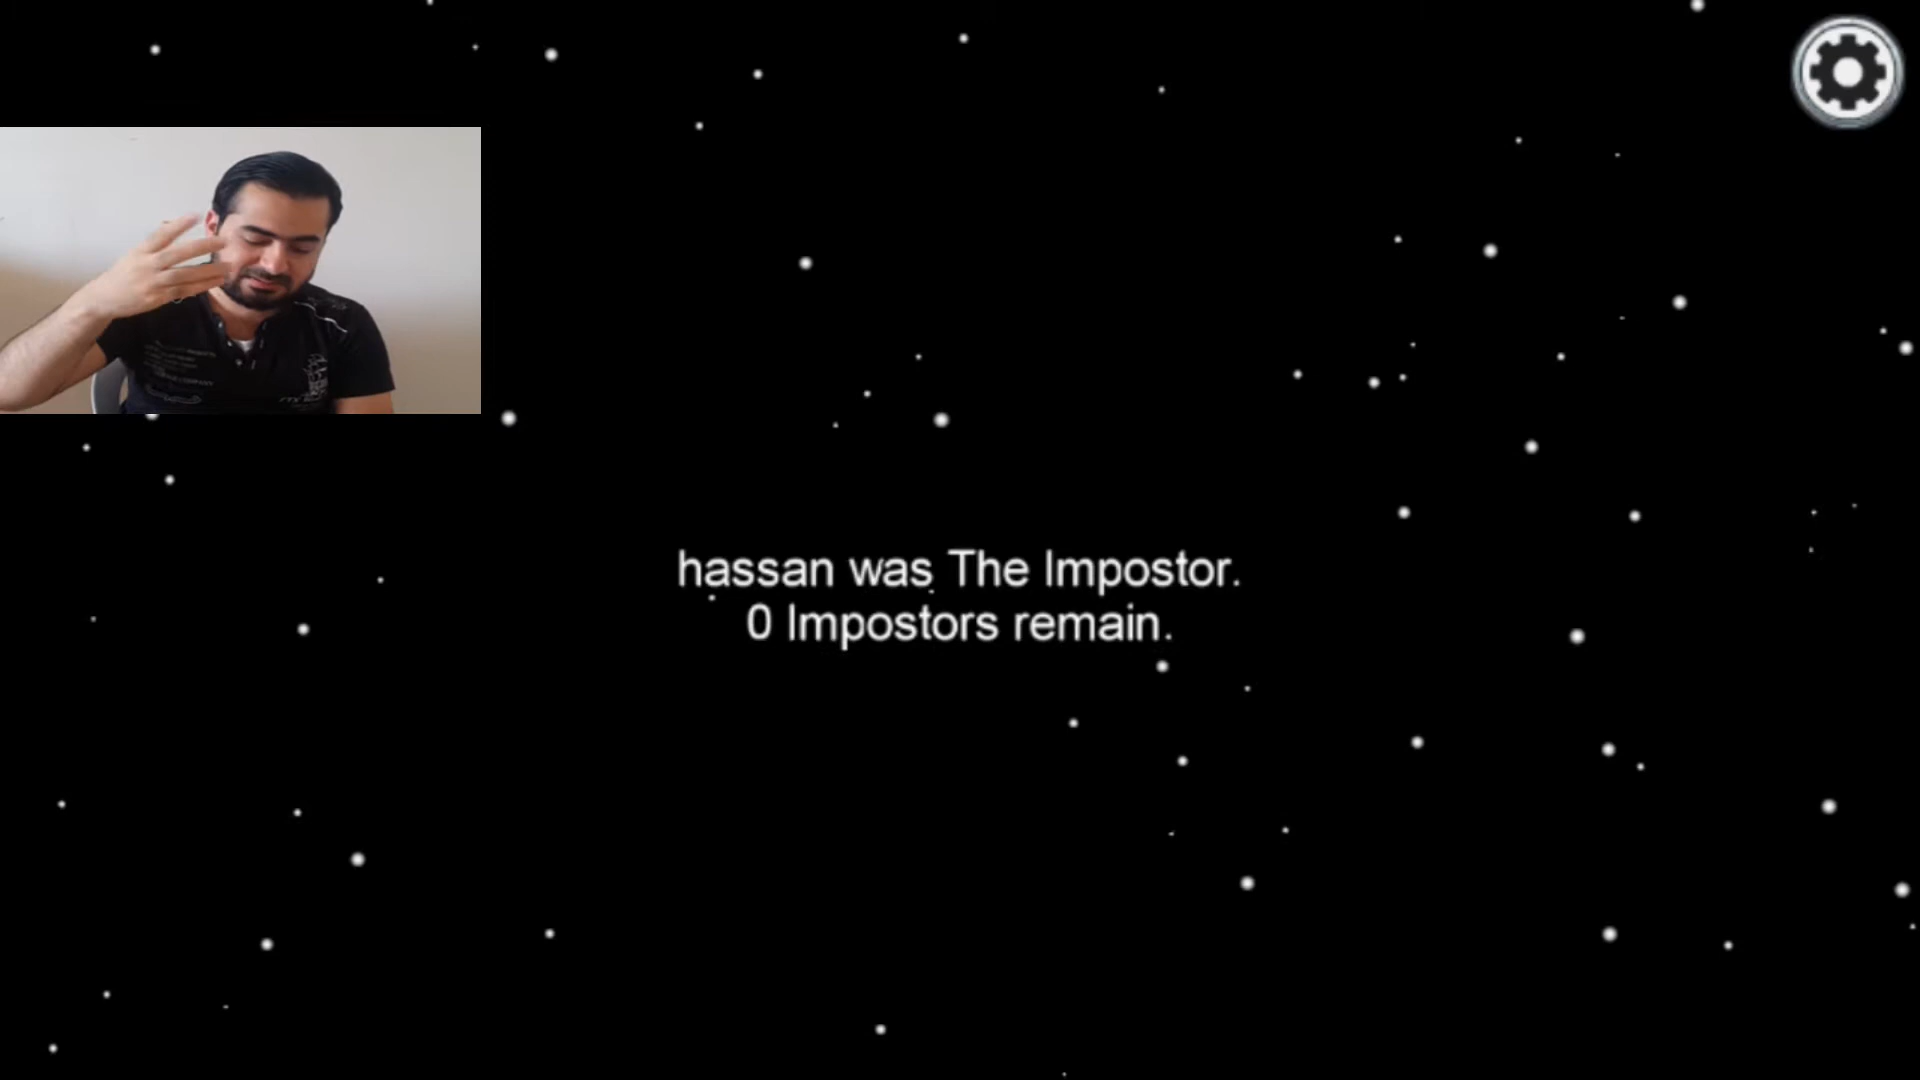 hassan was The Impostor.
0 Impostors remain.